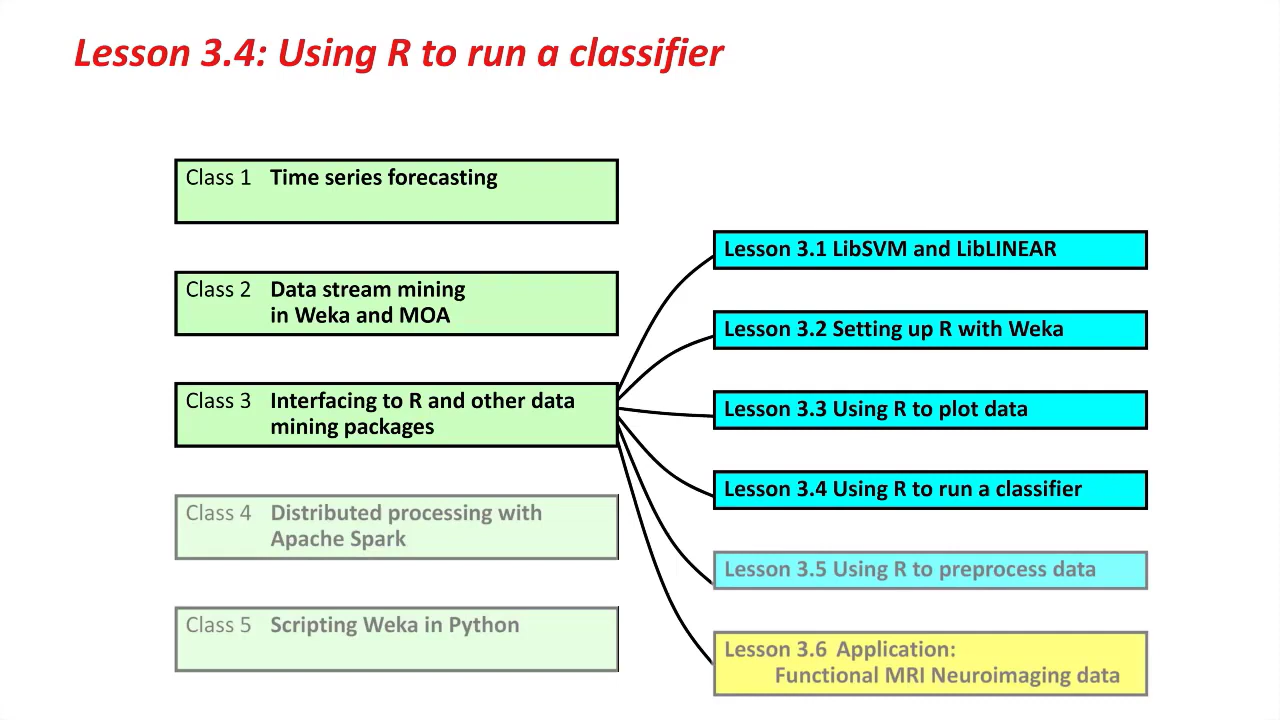 Lesson 3.4: Using R to run a classifier
Class 1 Time series forecasting
Class 2 Data stream mining
in Weka and MOA
Class 3 Interfacing to R and other data
mining packages
Class 4 Distributed processing with
Apache Spark
Class 5 Scripting Weka in Python
Lesson 3.1 LibSVM and LibLINEAR
Lesson 3.2 Setting up R with Weka
Lesson 3.3 Using R to plot data
Lesson 3.4 Using R to run a classifier
Lesson 3.5 Using R to preprocess data
Lesson 3.6 Application:
Functional MRI Neuroimaging data